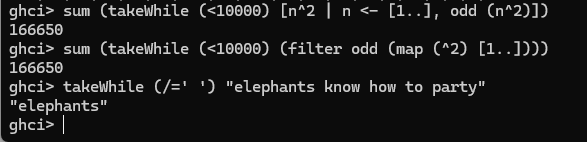 ghci> sum (takeWhile (<10000) [n^2 | n <- [1..], odd (n^2)])
166650
ghci> sum (takeWhile (<10000) (filter odd (map (^2) [1..])))
166650
ghci> takeWhile (/=' ') "elephants know how to party"
"elephants"
ghci>